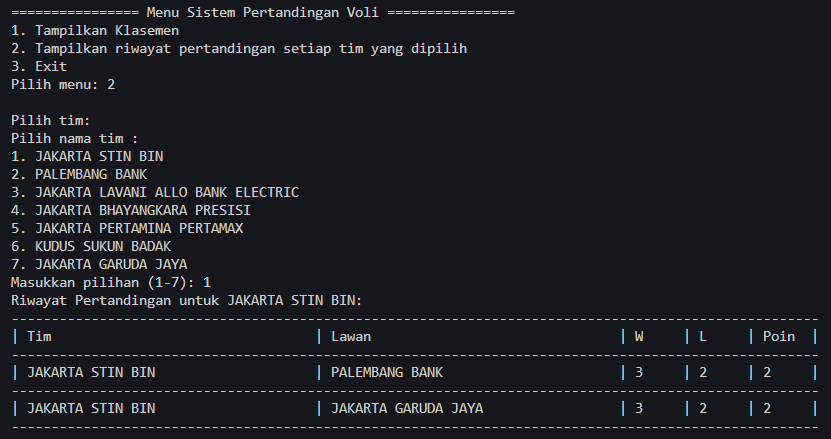 ================ Menu Sistem Pertandingan Voli ================
1. Tampilkan Klasemen
2. Tampilkan riwayat pertandingan setiap tim yang dipilih
3. Exit
Pilih menu: 2
Pilih tim:
Pilih nama tim :
1. JAKARTA STIN BIN
2. PALEMBANG BANK
3. JAKARTA LAVANI ALLO BANK ELECTRIC
4. JAKARTA BHAYANGKARA PRESISI
5. JAKARTA PERTAMINA PERTAMAX
6. KUDUS SUKUN BADAK
7. JAKARTA GARUDA JAYA
Masukkan pilihan (1-7): 1
Riwayat Pertandingan untuk JAKARTA STIN BIN:
| Tim | Lawan | W | L | Poin |
| JAKARTA STIN BIN | PALEMBANG BANK | 3 | 2 | 2 |
| JAKARTA STIN BIN | JAKARTA GARUDA JAYA | 3 | 2 | 2 |